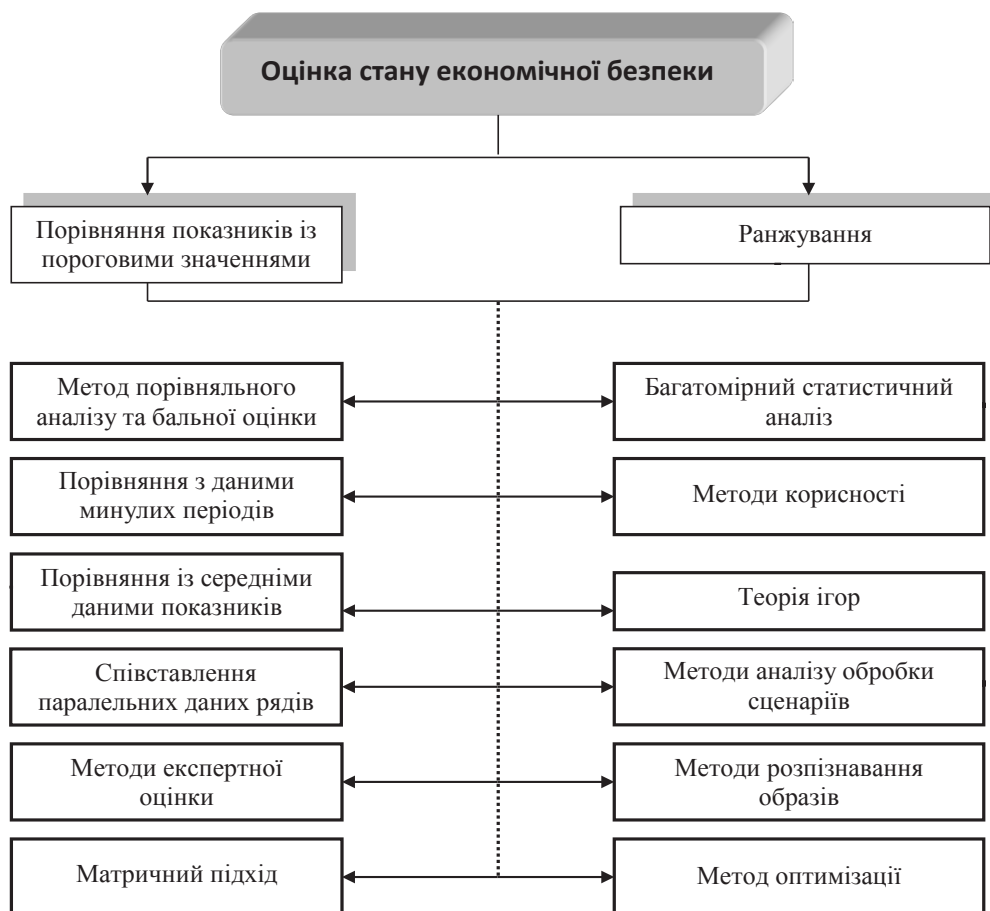 Оцінка стану економічної безпеки
Порівняння показників із
пороговими значеннями
Ранжування
Метод порівняльного
аналізу та бальної оцінки
Багатомірний статистичний
аналіз
Порівняння з даними
минулих періодів
Методи корисності
Порівняння із середніми
даними показників
Теорія ігор
Співставлення
паралельних даних рядів
Методи аналізу обробки
сценаріїв
Методи експертної
оцінки
Методи розпізнавання
образів
Матричний підхід
Метод оптимізації